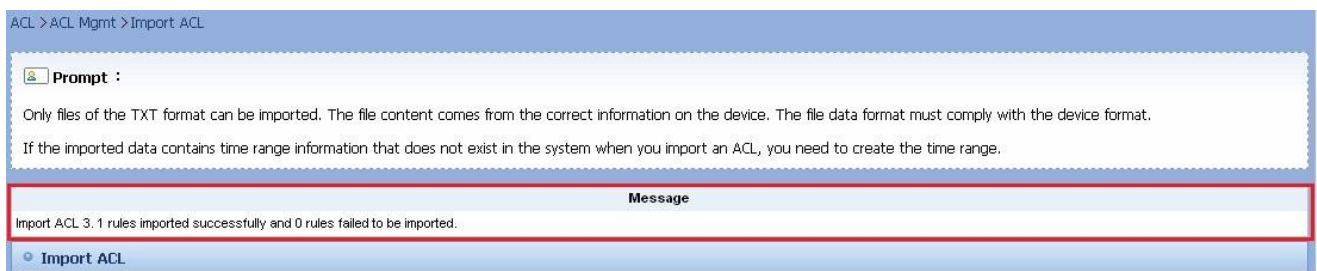 ACL >ACL Mgmt >Import ACL
Prompt :
Only files of the TXT format can be imported. The file content comes from the correct information on the device. The file data format must comply with the device format.
If the imported data contains time range information that does not exist in the system when you import an ACL, you need to create the time range.
Message
Import ACL 3. 1 rules imported successfully and 0 rules failed to be imported.
Import ACL